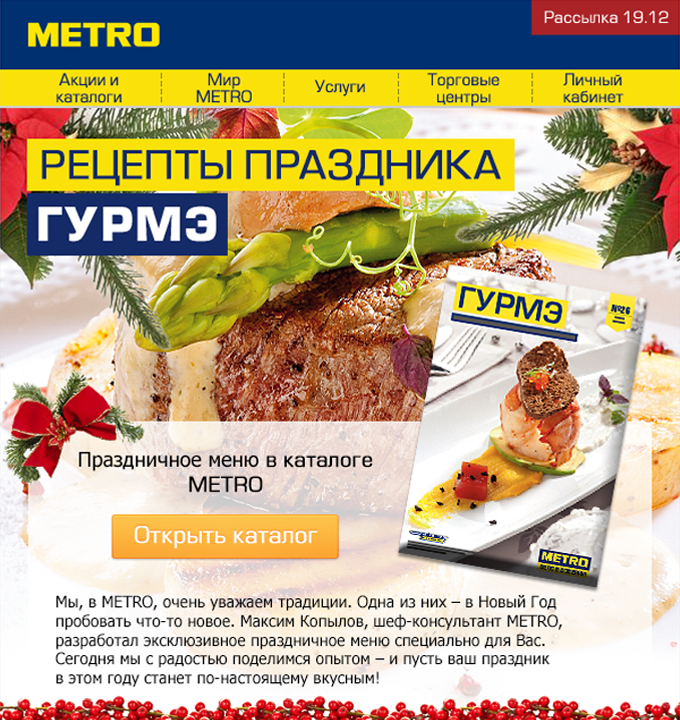 METRO
Рассылка 19.12
Акции и
каталоги
Мир
METRO
Услуги
Торговые
центры
Личный
кабинет
РЕЦЕПТЫ ПРАЗДНИКА
ГУРМЭ
ГУРМЭ
№26
METRO
Праздничное меню в каталоге
METRO
Открыть каталог
Мы, в METRO, очень уважаем традиции. Одна из них – в Новый Год
пробовать что-то новое. Максим Копылов, шеф-консультант METRO,
разработал эксклюзивное праздничное меню специально для Вас.
Сегодня мы с радостью поделимся опытом – и пусть ваш праздник
в этом году станет по-настоящему вкусным!